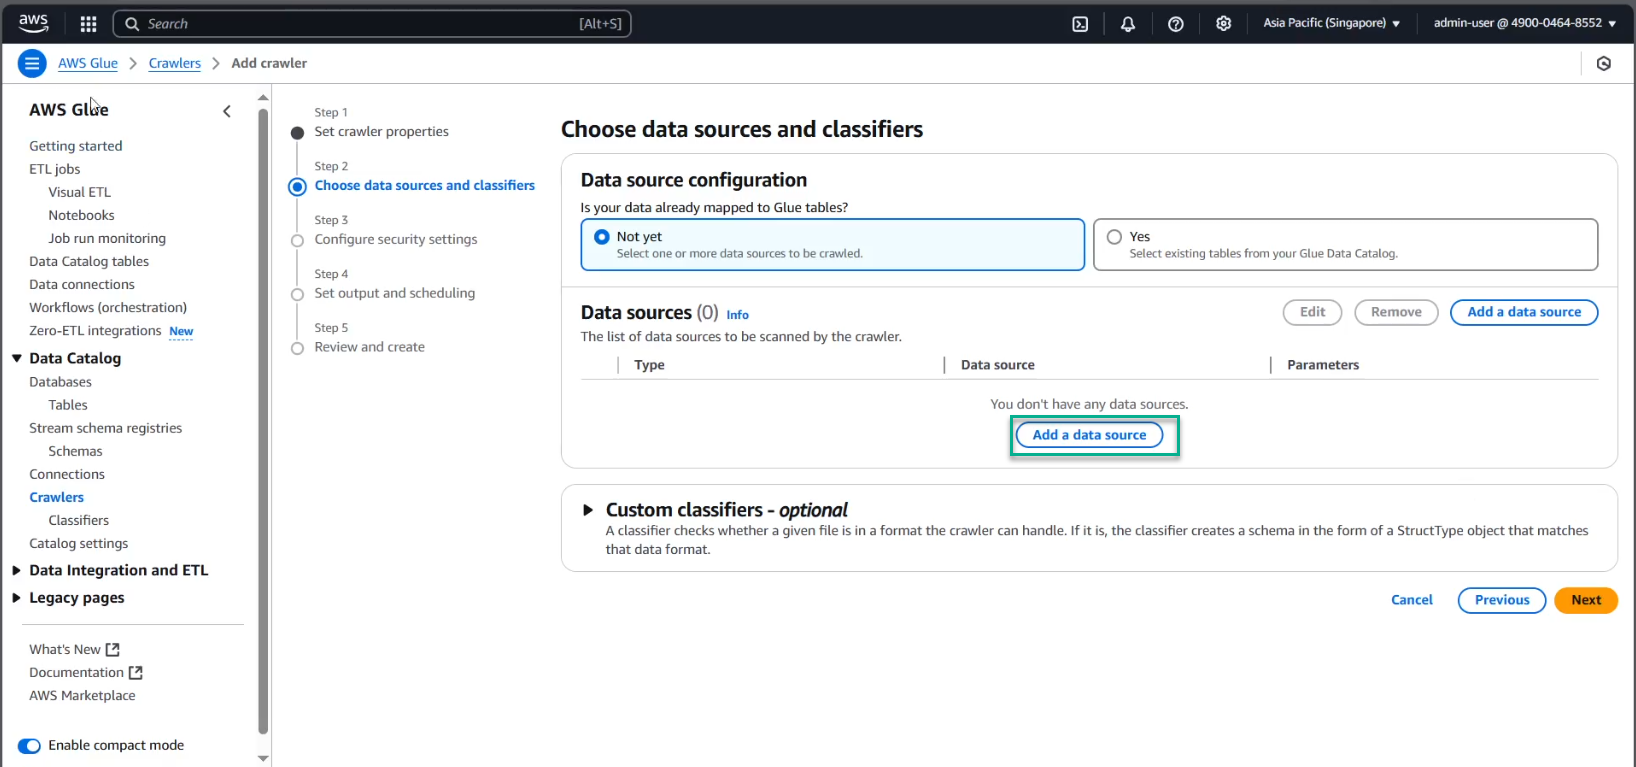 aws
Search [Alt+S]
Asia Pacific (Singapore)
admin-user @ 4900-0464-8552
AWS Glue
Crawlers
Add crawler
AWS Glue
Getting started
ETL jobs
Visual ETL
Notebooks
Job run monitoring
Data Catalog tables
Data connections
Workflows (orchestration)
Zero-ETL integrations New
Data Catalog
Databases
Tables
Stream schema registries
Schemas
Connections
Crawlers
Classifiers
Catalog settings
Data Integration and ETL
Legacy pages
What's New
Documentation
AWS Marketplace
Enable compact mode
Step 1
Set crawler properties
Step 2
Choose data sources and classifiers
Step 3
Configure security settings
Step 4
Set output and scheduling
Step 5
Review and create
Choose data sources and classifiers
Data source configuration
Is your data already mapped to Glue tables?
Not yet
Select one or more data sources to be crawled.
Yes
Select existing tables from your Glue Data Catalog.
Data sources (0) Info
Edit
Remove
Add a data source
The list of data sources to be scanned by the crawler.
Type
Data source
Parameters
You don't have any data sources.
Add a data source
Custom classifiers - optional
A classifier checks whether a given file is in a format the crawler can handle. If it is, the classifier creates a schema in the form of a StructType object that matches
that data format.
Cancel
Previous
Next